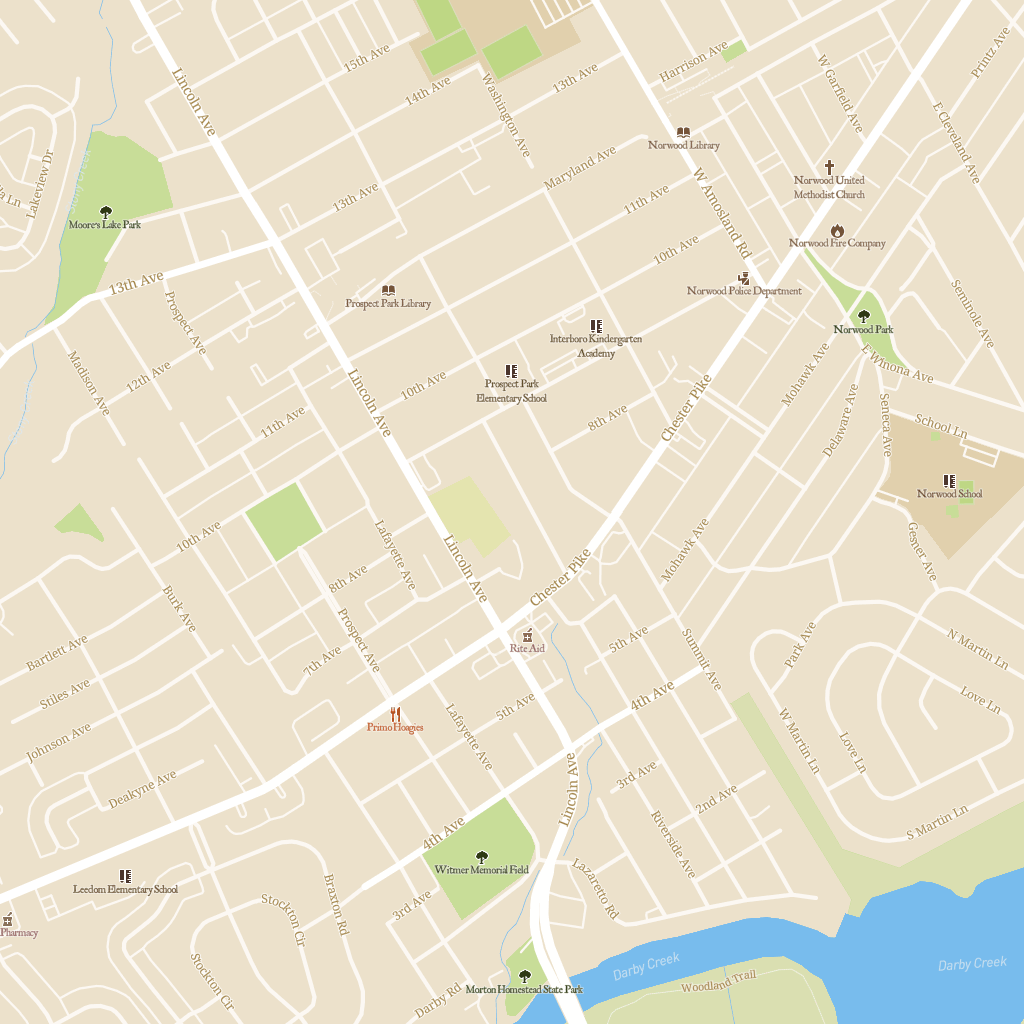 15th Ave
14th Ave
13th Ave
Washington Ave
Harrison Ave
W Garfield Ave
Printz Ave
E Cleveland Ave
Lincoln Ave
Lakeview Dr
Norwood Library
Maryland Ave
Norwood United
Methodist Church
13th Ave
11th Ave
W Amosland Rd
Moore's Lake Park
Norwood Fire Company
10th Ave
13th Ave
Prospect Park Library
Norwood Police Department
Seminole Ave
Prospect Ave
Interboro Kindergarten
Academy
Norwood Park
E Winona Ave
Madison Ave
12th Ave
Lincoln Ave
10th Ave
Prospect Park
Elementary School
Mohawk Ave
11th Ave
8th Ave
Chester Pike
Delaware Ave
Seneca Ave
School Ln
Norwood School
10th Ave
Lafayette Ave
Lincoln Ave
Chester Pike
Mohawk Ave
Gesner Ave
8th Ave
Burk Ave
Prospect Ave
Rite Aid
5th Ave
Summit Ave
Park Ave
N Martin Ln
Bartlett Ave
7th Ave
Stiles Ave
4th Ave
Love Ln
Primo Hoagies
Lafayette Ave
5th Ave
W Martin Ln
Love Ln
Johnson Ave
Deakyne Ave
Lincoln Ave
3rd Ave
2nd Ave
4th Ave
Riverside Ave
S Martin Ln
Witmer Memorial Field
Leedom Elementary School
Lazaretto Rd
3rd Ave
Braxton Rd
Stockton Cir
Pharmacy
Stockton Cir
Darby Creek
Darby Creek
Woodland Trail
Morton Homestead State Park
Darby Rd